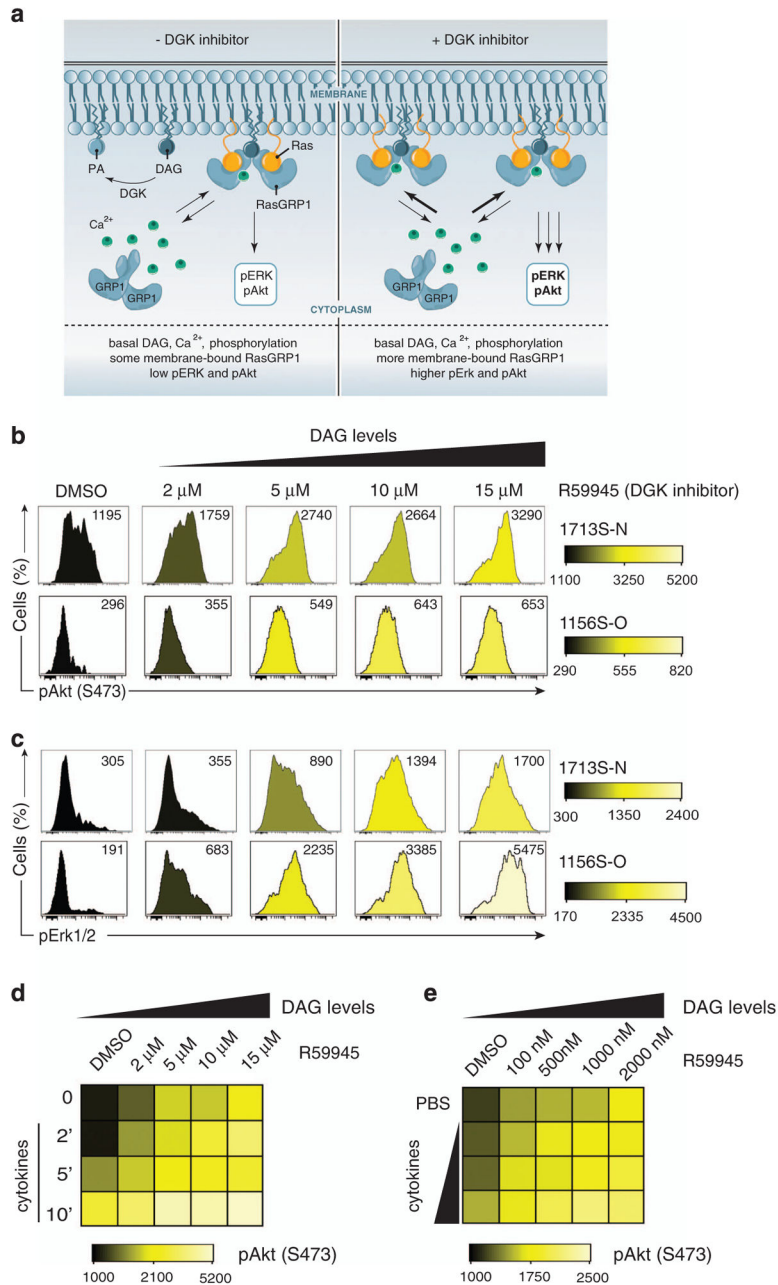 a
- DGK inhibitor
+ DGK inhibitor
MEMBRANE
PA
DAG
DGK
Ras
RasGRP1
Ca2+
GRP1
GRP1
pERK
pAkt
GRP1
GRP1
pERK
pAkt
CYTOPLASM
basal DAG, Ca 2+, phosphorylation
some membrane-bound RasGRP1
low pERK and pAkt
basal DAG, Ca 2+, phosphorylation
more membrane-bound RasGRP1
higher pErk and pAkt
b
DAG levels
DMSO 2 µM 5 µM 10 µM 15 µM R59945 (DGK inhibitor)
Cells (%)
1195 1759 2740 2664 3290
1713S-N
1100 3250 5200
296 355 549 643 653
1156S-O
290 555 820
pAkt (S473)
c
Cells (%)
305 355 890 1394 1700
1713S-N
300 1350 2400
191 683 2235 3385 5475
1156S-O
170 2335 4500
pErk1/2
d
DAG levels
DMSO 2 µM 5 µM 10 µM 15 µM R59945
0
cytokines
2'
5'
10'
pAkt (S473)
1000 2100 5200
e
DAG levels
DMSO 100 nM 500nM 1000 nM 2000 nM R59945
PBS
cytokines
pAkt (S473)
1000 1750 2500